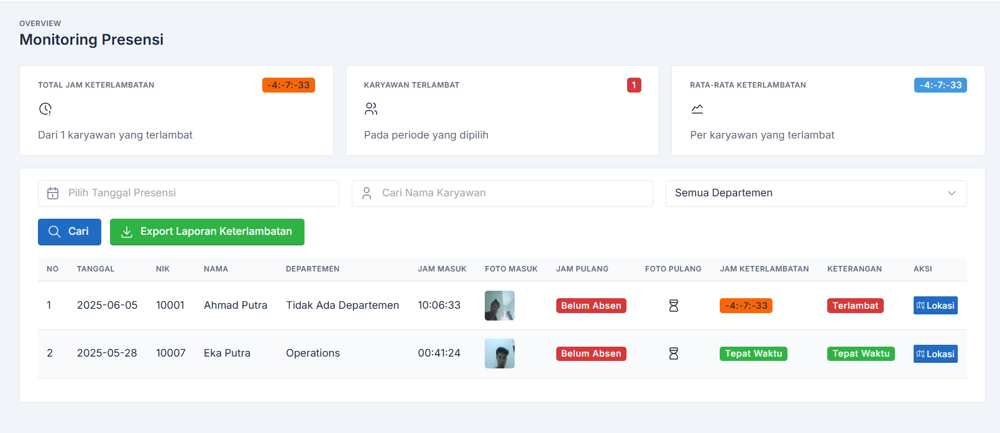 OVERVIEW
Monitoring Presensi
TOTAL JAM KETERLAMBATAN -4:-7:-33
Dari 1 karyawan yang terlambat
KARYAWAN TERLAMBAT 1
Pada periode yang dipilih
RATA-RATA KETERLAMBATAN -4:-7:-33
Per karyawan yang terlambat
Pilih Tanggal Presensi Cari Nama Karyawan Semua Departemen
Cari Export Laporan Keterlambatan
NO TANGGAL NIK NAMA DEPARTEMEN JAM MASUK FOTO MASUK JAM PULANG FOTO PULANG JAM KETERLAMBATAN KETERANGAN AKSI
1 2025-06-05 10001 Ahmad Putra Tidak Ada Departemen 10:06:33 Belum Absen -4:-7:-33 Terlambat Lokasi
2 2025-05-28 10007 Eka Putra Operations 00:41:24 Belum Absen Tepat Waktu Tepat Waktu Lokasi